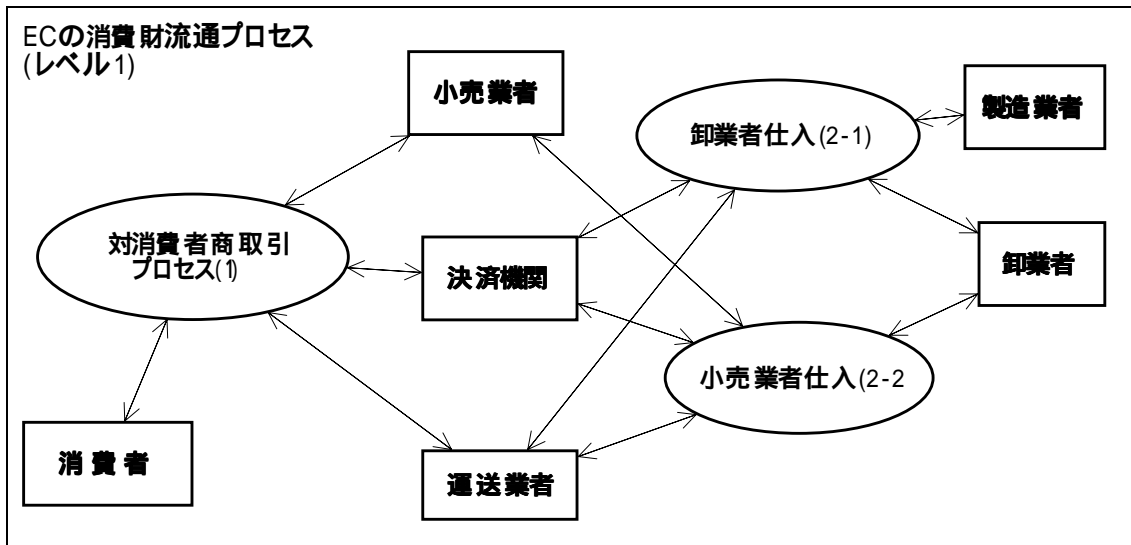 ECの消費財流通プロセス
(レベル1)
小売業者
卸業者仕入(2-1)
製造業者
対消費者商取引
プロセス(1)
決済機関
卸業者
小売業者仕入(2-2
消費者
運送業者